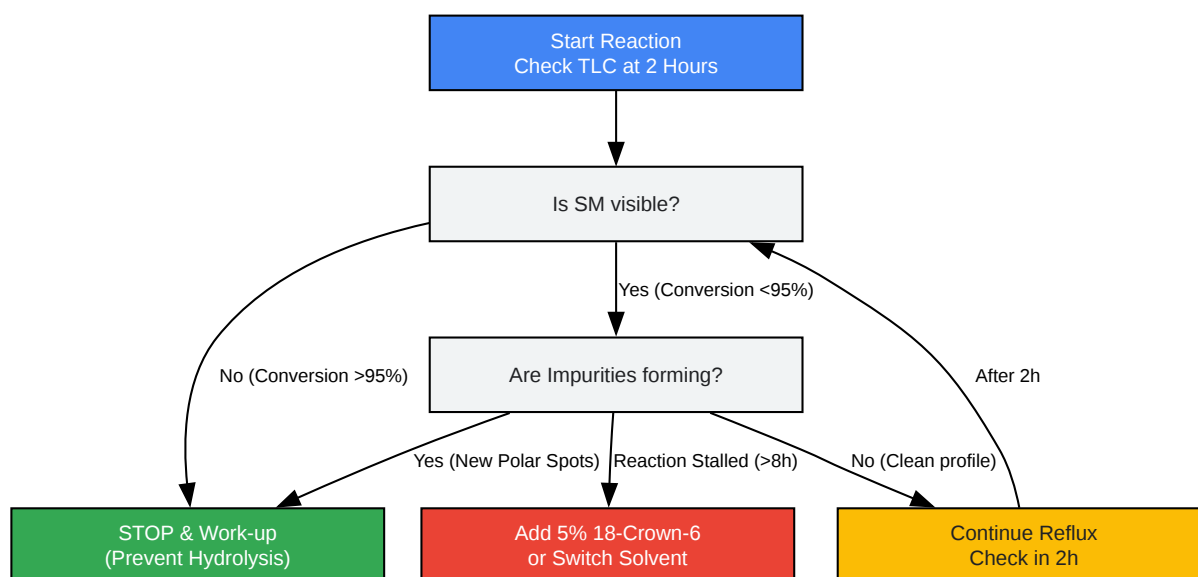 Start Reaction
Check TLC at 2 Hours
Is SM visible?
Yes (Conversion <95%)
Are Impurities forming?
No (Conversion >95%)
After 2h
Yes (New Polar Spots)
Reaction Stalled (>8h)
No (Clean profile)
STOP & Work-up
(Prevent Hydrolysis)
Add 5% 18-Crown-6
or Switch Solvent
Continue Reflux
Check in 2h